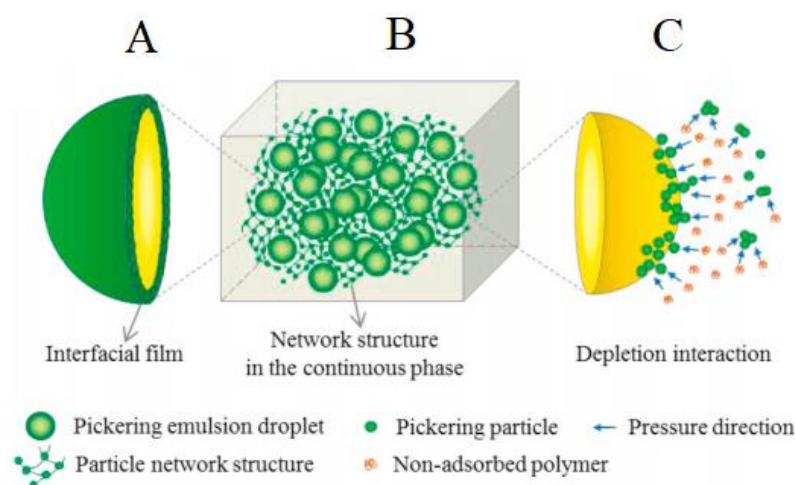 A B C
Interfacial film
Network structure
in the continuous phase
Depletion interaction
Pickering emulsion droplet
Pickering particle
Pressure direction
Particle network structure
Non-adsorbed polymer